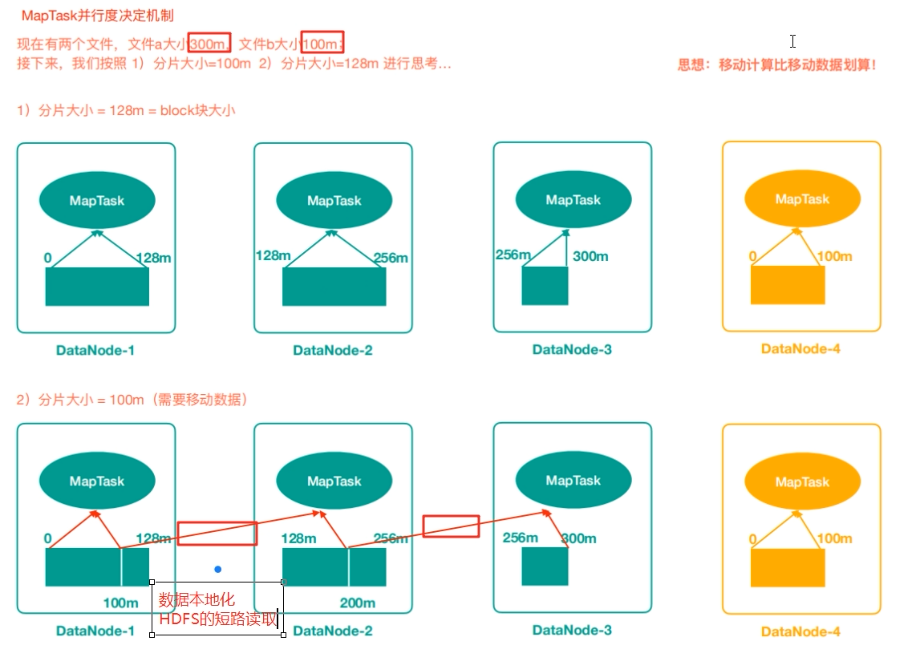 MapTask并行度决定机制
现在有两个文件，文件a大小300m，文件b大小100m；
接下来，我们按照 1）分片大小=100m 2）分片大小=128m 进行思考...
思想：移动计算比移动数据划算！
1）分片大小 = 128m = block块大小
MapTask MapTask MapTask MapTask
0 128m 128m 256m 256m 300m 0 100m
DataNode-1 DataNode-2 DataNode-3 DataNode-4
2）分片大小 = 100m（需要移动数据）
MapTask MapTask MapTask MapTask
0 128m 128m 256m 256m 300m 0 100m
100m 200m
数据本地化
HDFS的短路读取
DataNode-1 DataNode-2 DataNode-3 DataNode-4